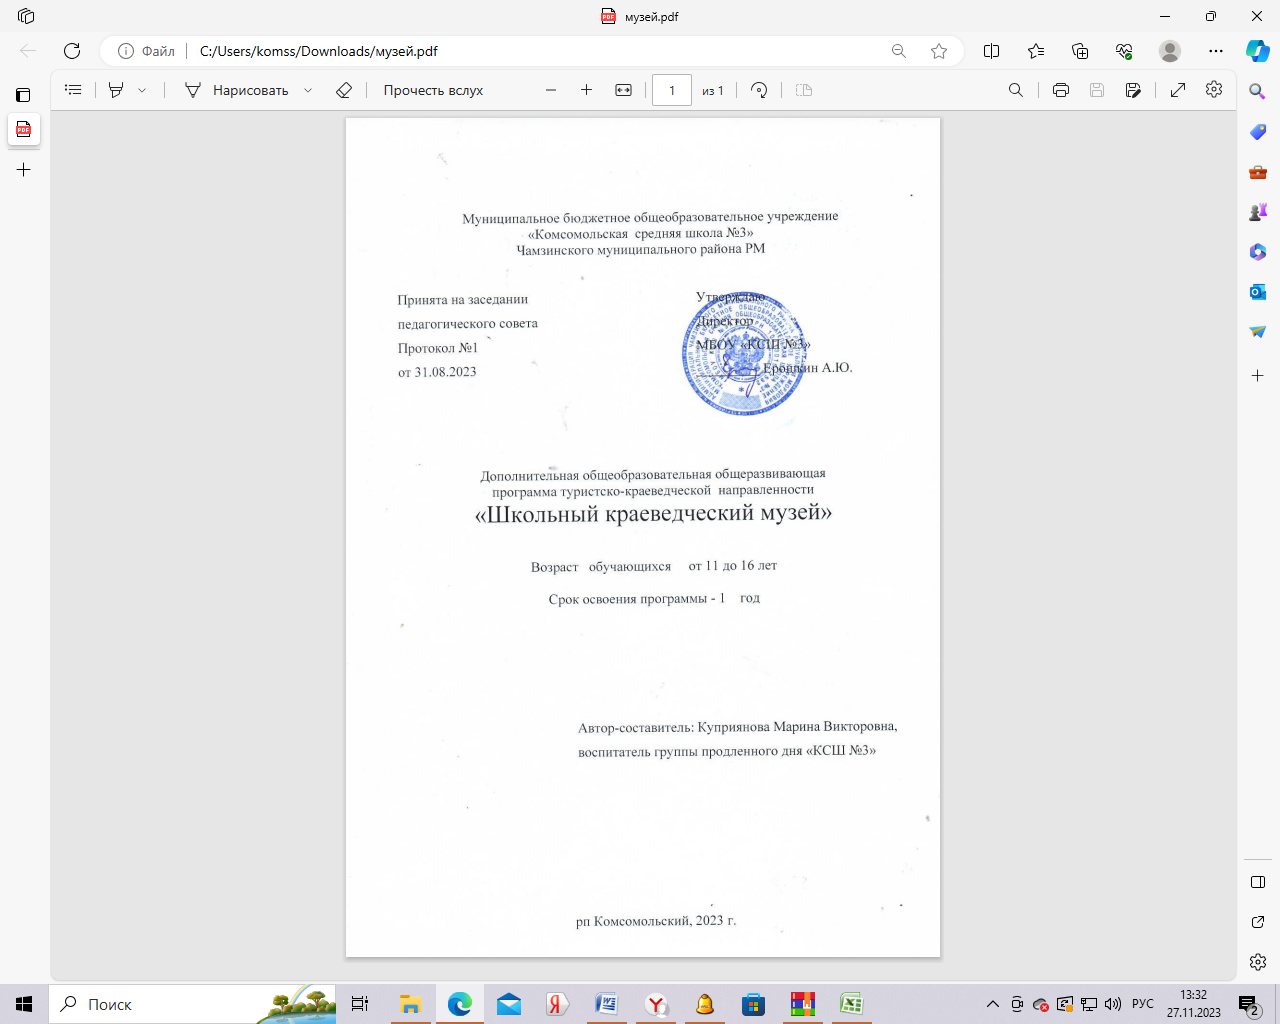 музей.pdf
Файл
C:/Users/komss/Downloads/музей.pdf
Нарисовать
Прочесть вслух
1
из 1
Муниципальное бюджетное общеобразовательное учреждение
«Комсомольская средняя школа №3»
Чамзинского муниципального района РМ
Принята на заседании
педагогического совета
Протокол №1
от 31.08.2023
Утверждаю
Директор
МБОУ «КСШ №3»
Еропкин А.Ю.
Дополнительная общеобразовательная общеразвивающая
программа туристско-краеведческой направленности
«Школьный краеведческий музей»
Возраст обучающихся от 11 до 16 лет
Срок освоения программы - 1 год
Автор-составитель: Куприянова Марина Викторовна,
воспитатель группы продленного дня «КСШ №3»
рп Комсомольский, 2023 г.
Поиск
РУС
13:32
27.11.2023
2